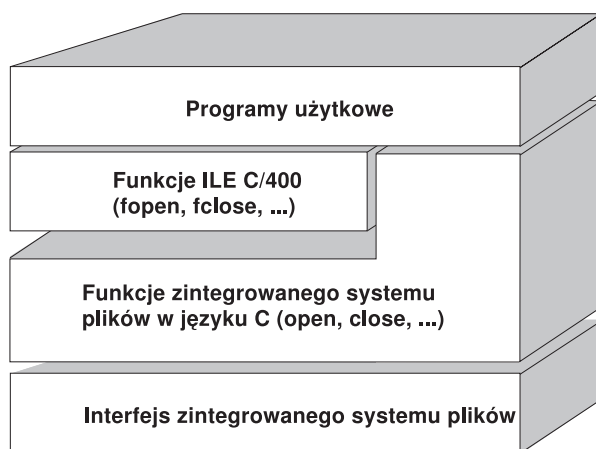 Programy użytkowe
Funkcje ILE C/400
(fopen, fclose, ...)
Funkcje zintegrowanego systemu
plików w języku C (open, close, ...)
Interfejs zintegrowanego systemu plików